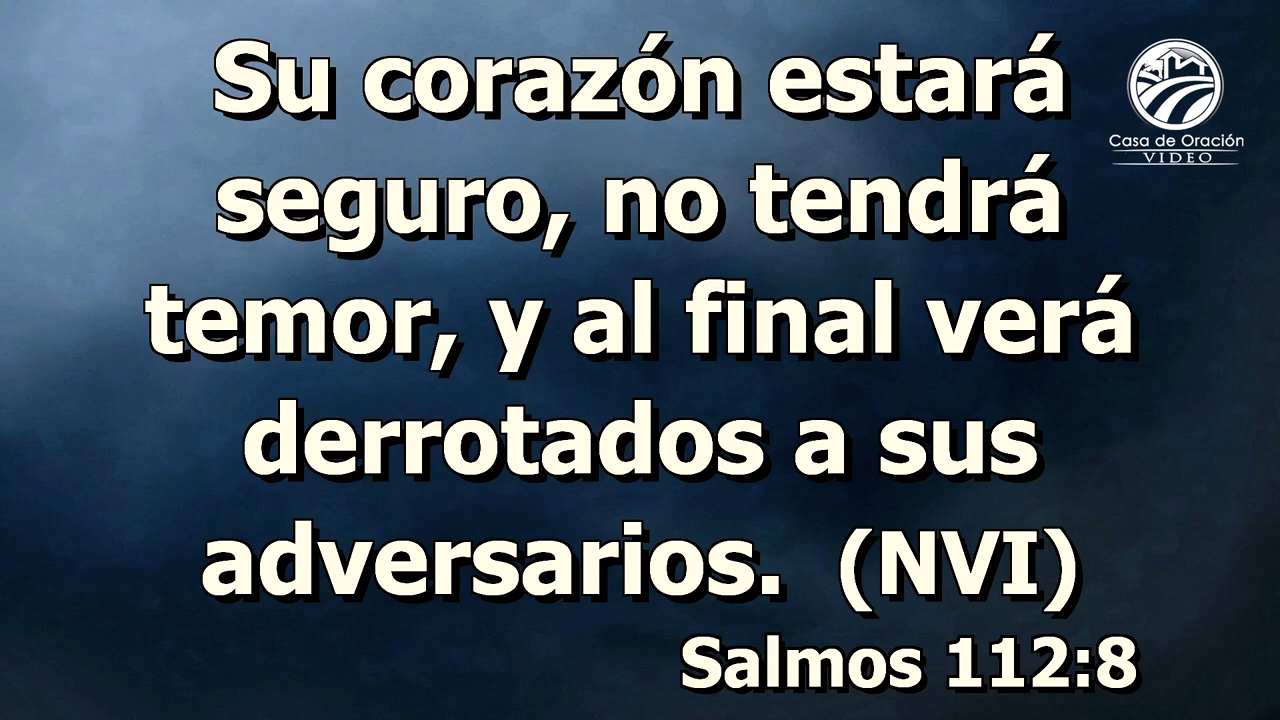 Su corazón estará
seguro, no tendrá
temor, y al final verá
derrotados a sus
adversarios. (NVI)
Salmos 112:8
Casa de Oración
VIDEO